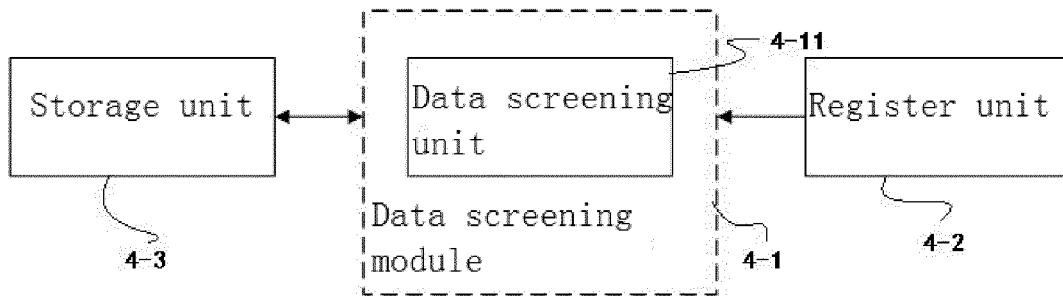 4-11
Storage unit
Data screening
unit
Register unit
Data screening
module
4-3
4-1
4-2